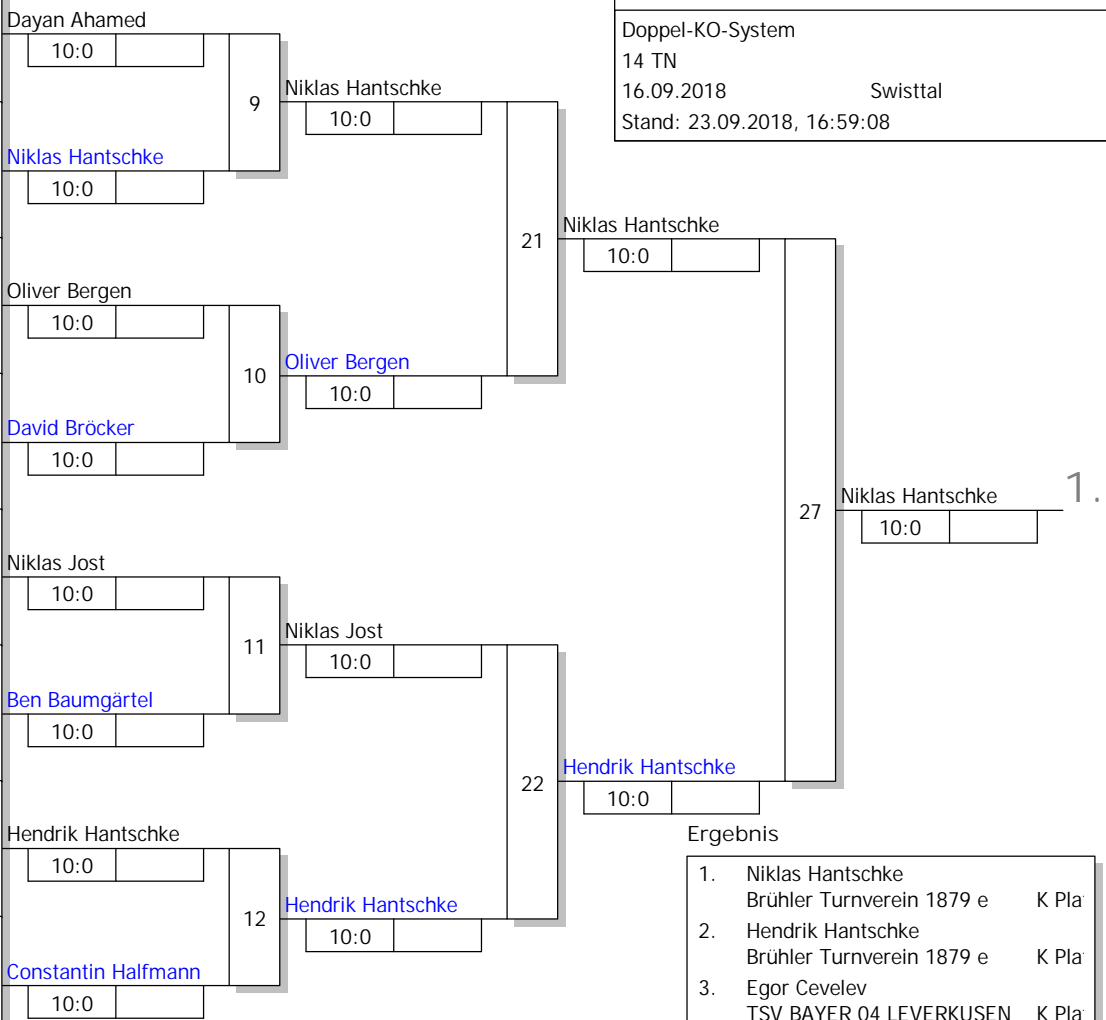 Doppel-KO-System
14 TN
16.09.2018 Swisttal
Stand: 23.09.2018, 16:59:08
Dayan Ahamed
10:0
9
Niklas Hantschke
10:0
Niklas Hantschke
10:0
21
Niklas Hantschke
10:0
Oliver Bergen
10:0
10
Oliver Bergen
10:0
David Bröcker
10:0
27
Niklas Hantschke
10:0
1.
Niklas Jost
10:0
11
Niklas Jost
10:0
Ben Baumgärtel
10:0
22
Hendrik Hantschke
10:0
Hendrik Hantschke
10:0
12
Hendrik Hantschke
10:0
Constantin Halfmann
10:0
Ergebnis
1. Niklas Hantschke
Brühler Turnverein 1879 e K
2. Hendrik Hantschke
Brühler Turnverein 1879 e K
3. Egor Cevelev
TSV BAYER 04 LEVERKUSEN K